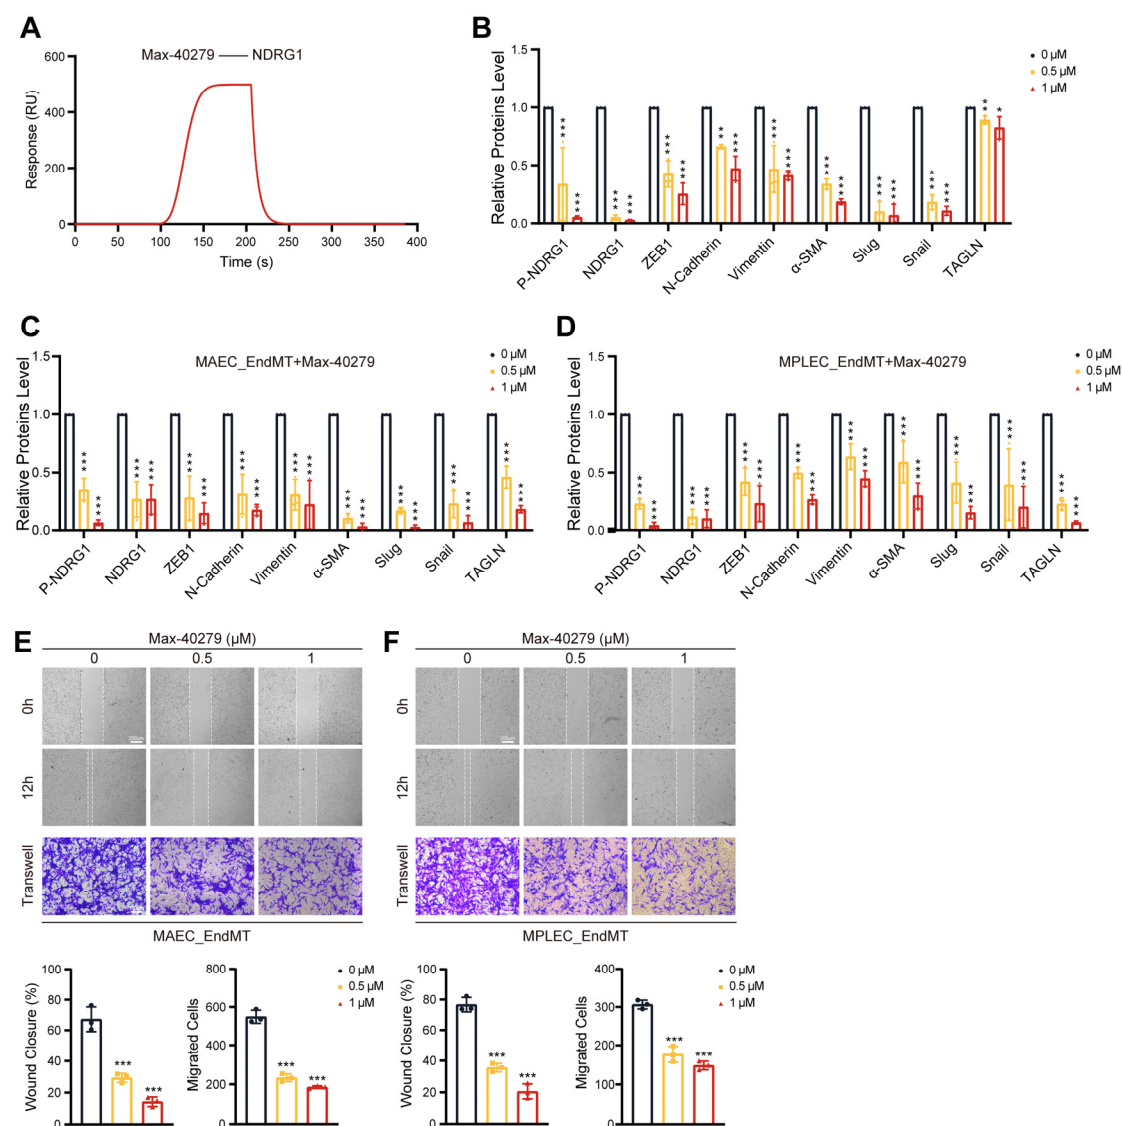 A
Max-40279 —— NDRG1
Response (RU)
600
400
200
0
0 50 100 150 200 250 300 350 400
Time (s)
B
Relative Proteins Level
1.5
1.0
0.5
0.0
0 µM
0.5 µM
1 µM
*** *** *** *** *** *** ** *** *** *** *** *** *** *** *** *** ** *
P-NDRG1 NDRG1 ZEB1 N-Cadherin Vimentin α-SMA Slug Snail TAGLN
C
MAEC_EndMT+Max-40279
Relative Proteins Level
1.5
1.0
0.5
0.0
0 µM
0.5 µM
1 µM
*** *** *** *** *** *** *** *** *** *** *** *** *** *** *** *** *** ***
P-NDRG1 NDRG1 ZEB1 N-Cadherin Vimentin α-SMA Slug Snail TAGLN
D
MPLEC_EndMT+Max-40279
Relative Proteins Level
1.5
1.0
0.5
0.0
0 µM
0.5 µM
1 µM
*** *** *** *** *** *** *** *** *** *** *** *** *** *** *** *** *** ***
P-NDRG1 NDRG1 ZEB1 N-Cadherin Vimentin α-SMA Slug Snail TAGLN
E
Max-40279 (µM)
0 0.5 1
0h
200µm
12h
Transwell
MAEC_EndMT
Wound Closure (%)
100
80
60
40
20
0
*** ***
Migrated Cells
800
600
400
200
0
*** ***
0 µM
0.5 µM
1 µM
F
Max-40279 (µM)
0 0.5 1
0h
200µm
12h
Transwell
MPLEC_EndMT
Wound Closure (%)
100
80
60
40
20
0
*** ***
Migrated Cells
400
300
200
100
0
*** ***
0 µM
0.5 µM
1 µM